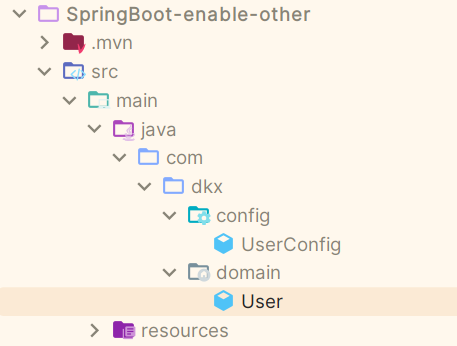 SpringBoot-enable-other
.mvn
src
main
java
com
dkx
config
UserConfig
domain
User
resources